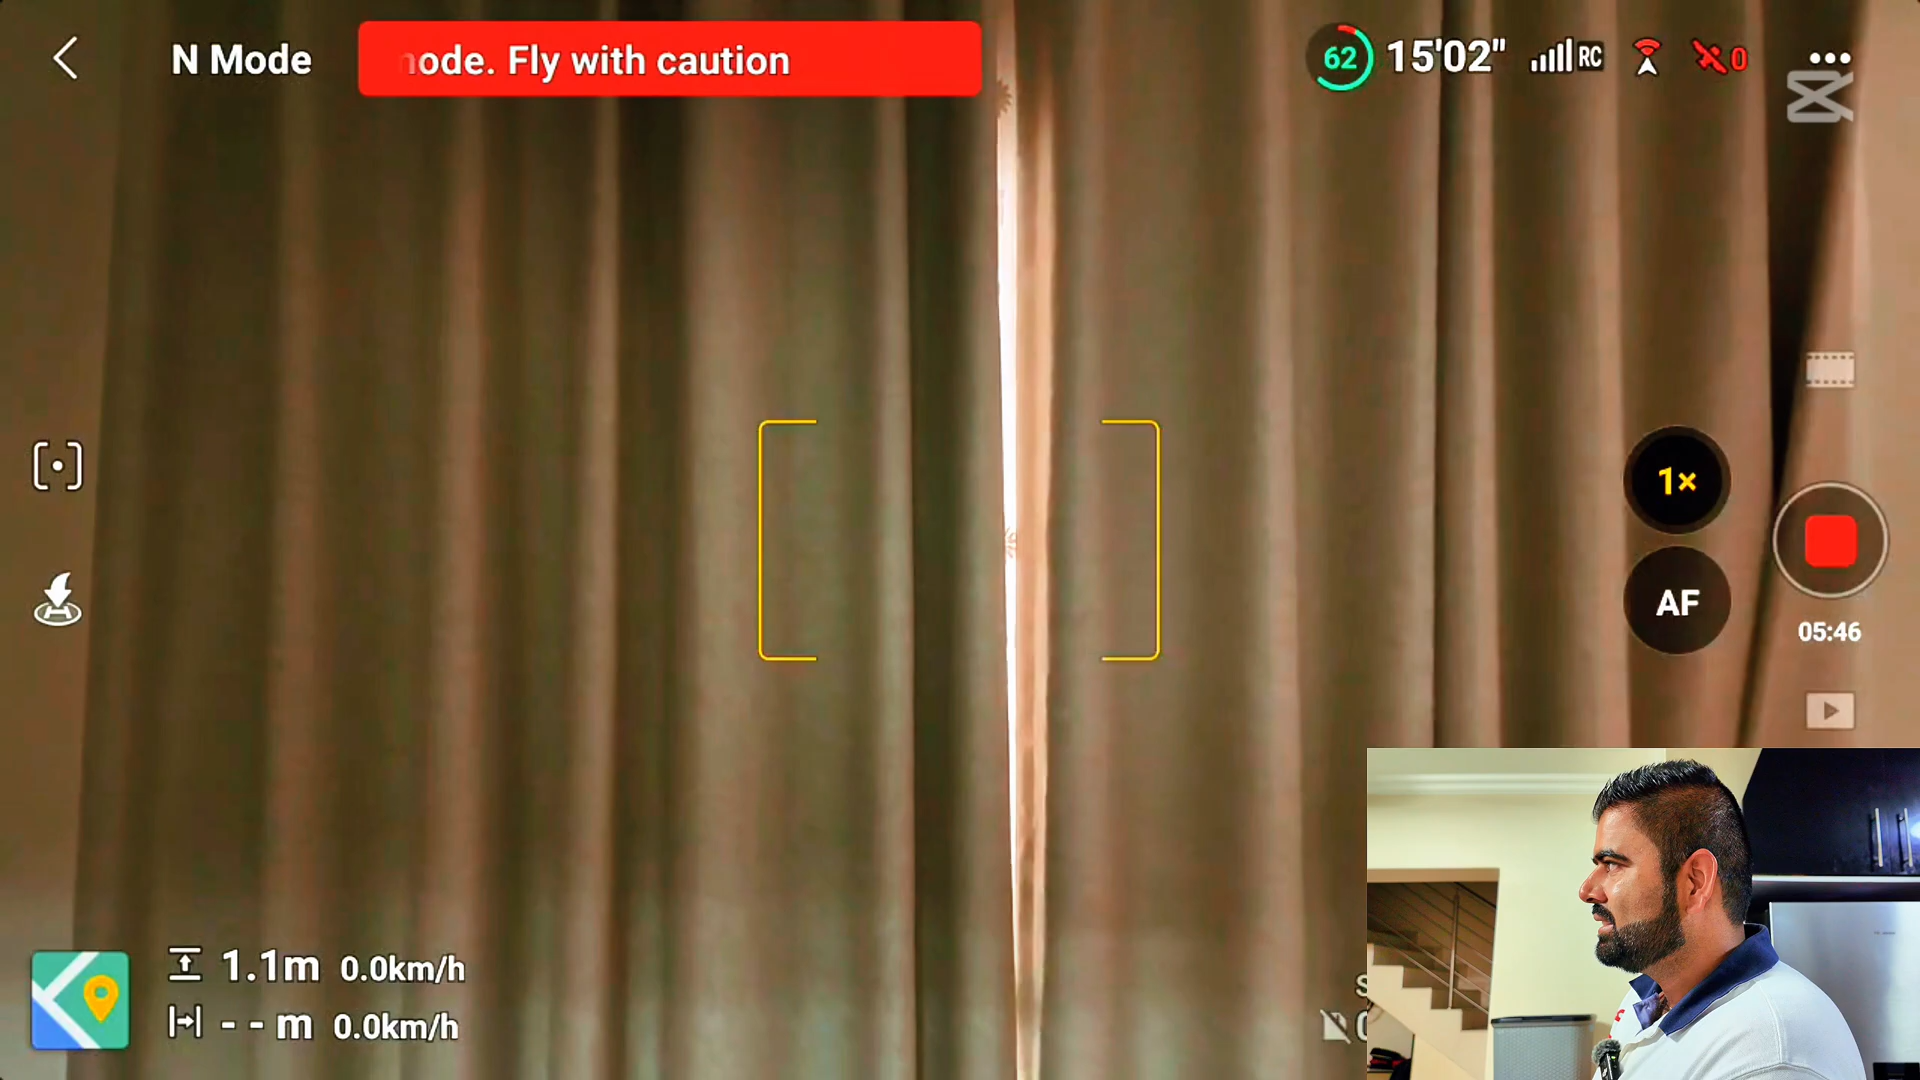 N Mode
ode. Fly with caution
62
15'02"
RC
0
1×
AF
05:46
1.1m 0.0km/h
- - m 0.0km/h